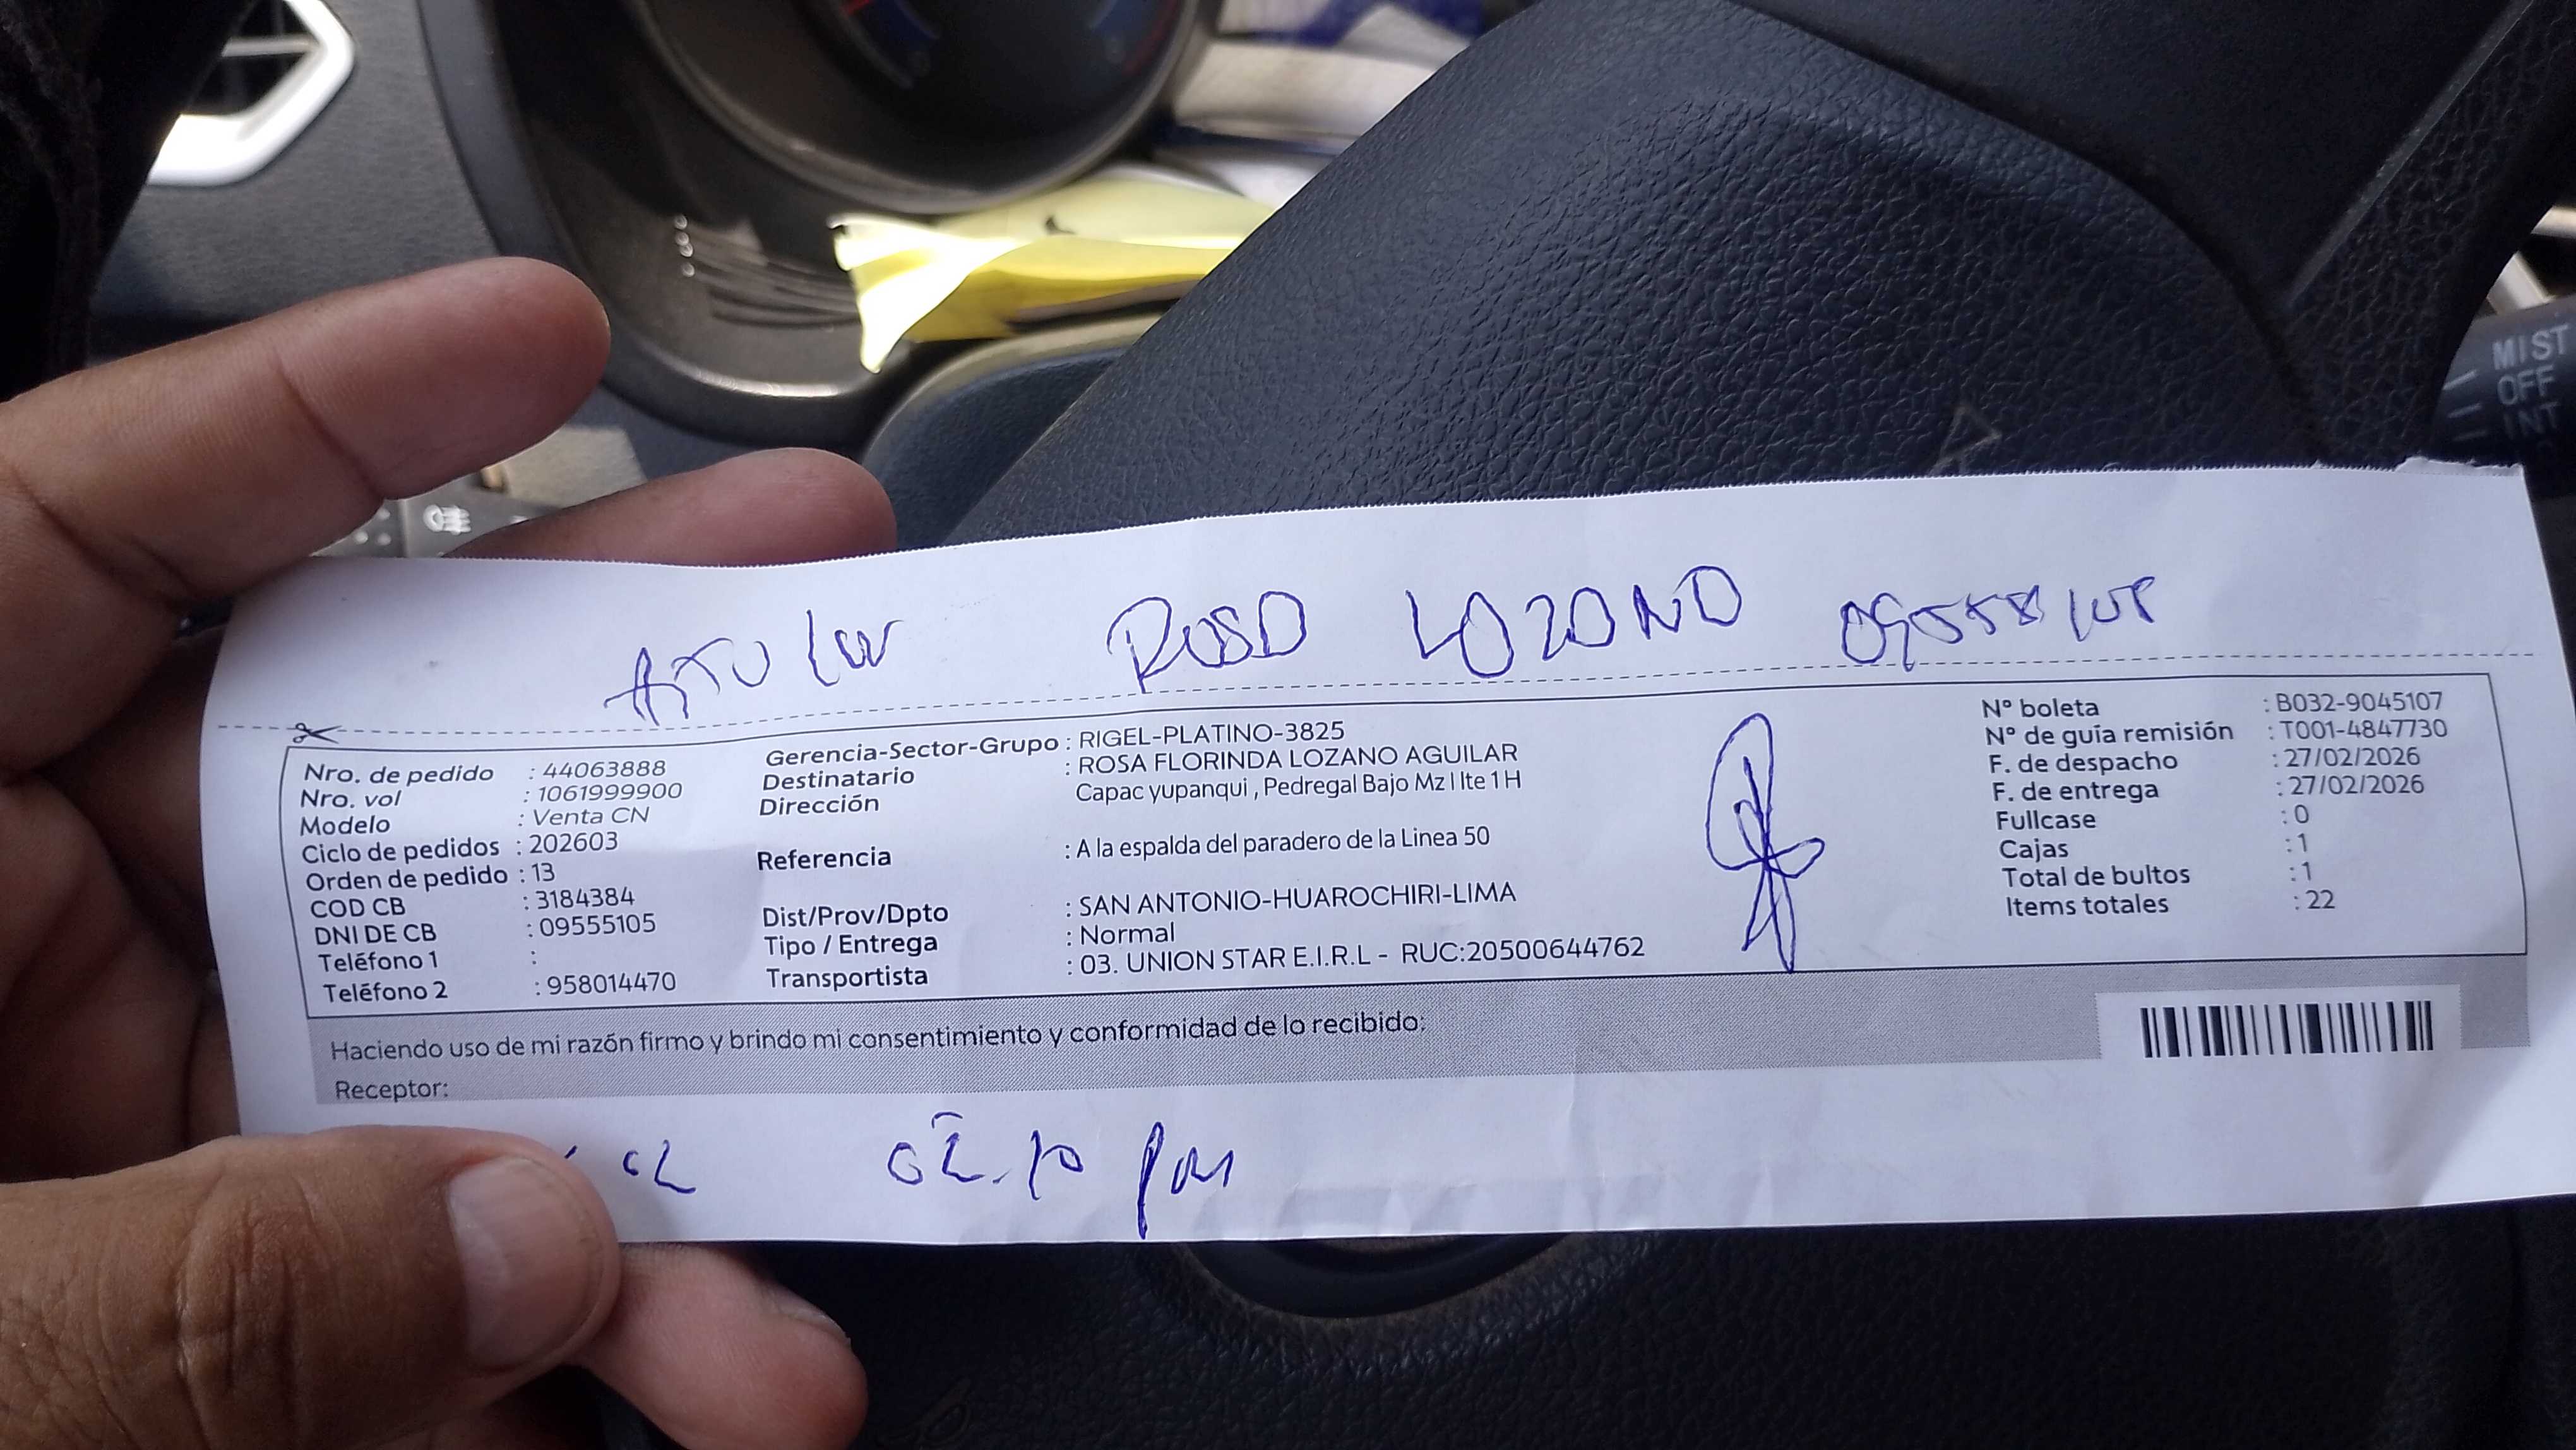 MIST
OFF
INT
ROSA LOZANO
Nro. de pedido : 44063888
Nro. vol : 1061999900
Modelo : Venta CN
Ciclo de pedidos : 202603
Orden de pedido : 13
COD CB : 3184384
DNI DE CB : 09555105
Teléfono 1 :
Teléfono 2 : 958014470
Gerencia-Sector-Grupo : RIGEL-PLATINO-3825
Destinatario : ROSA FLORINDA LOZANO AGUILAR
Dirección Capac yupanqui , Pedregal Bajo Mz I lte 1 H
Referencia : A la espalda del paradero de la Linea 50
Dist/Prov/Dpto : SAN ANTONIO-HUAROCHIRI-LIMA
Tipo / Entrega : Normal
Transportista : 03. UNION STAR E.I.R.L - RUC:20500644762
N° boleta : B032-9045107
N° de guía remisión : T001-4847730
F. de despacho : 27/02/2026
F. de entrega : 27/02/2026
Fullcase : 0
Cajas : 1
Total de bultos : 1
Items totales : 22
Haciendo uso de mi razón firmo y brindo mi consentimiento y conformidad de lo recibido:
Receptor:
02.10 pm